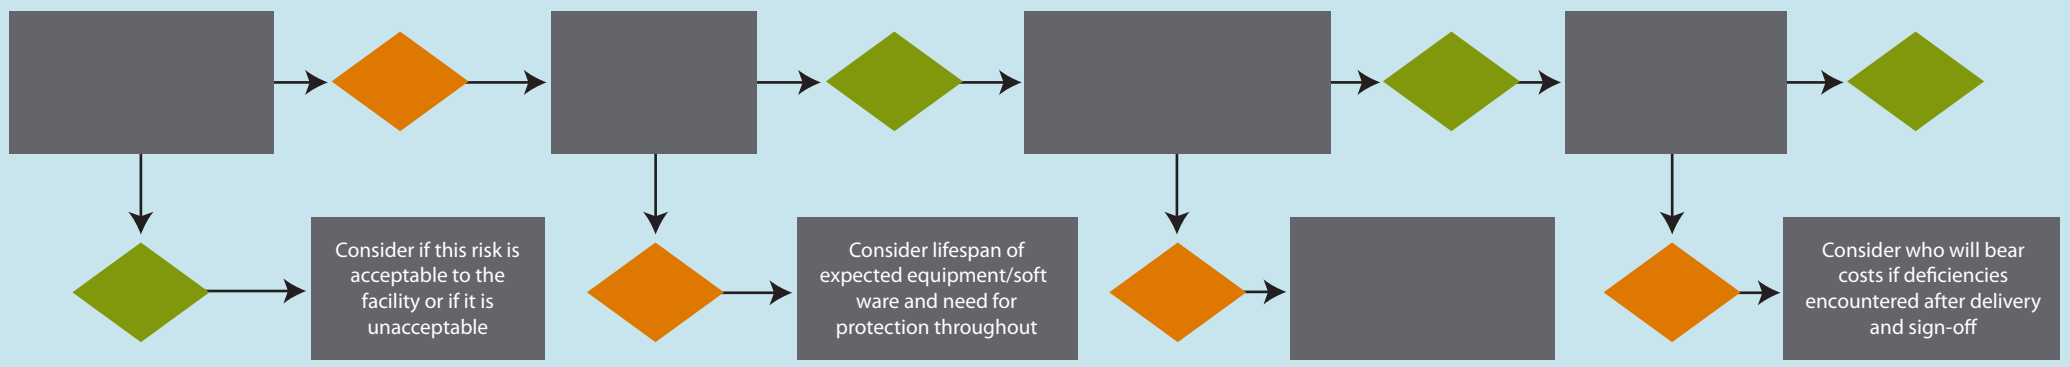 Consider if this risk is
acceptable to the
facility or if it is
unacceptable
Consider lifespan of
expected equipment/soft
ware and need for
protection throughout
Consider who will bear
costs if deficiencies
encountered after delivery
and sign-off